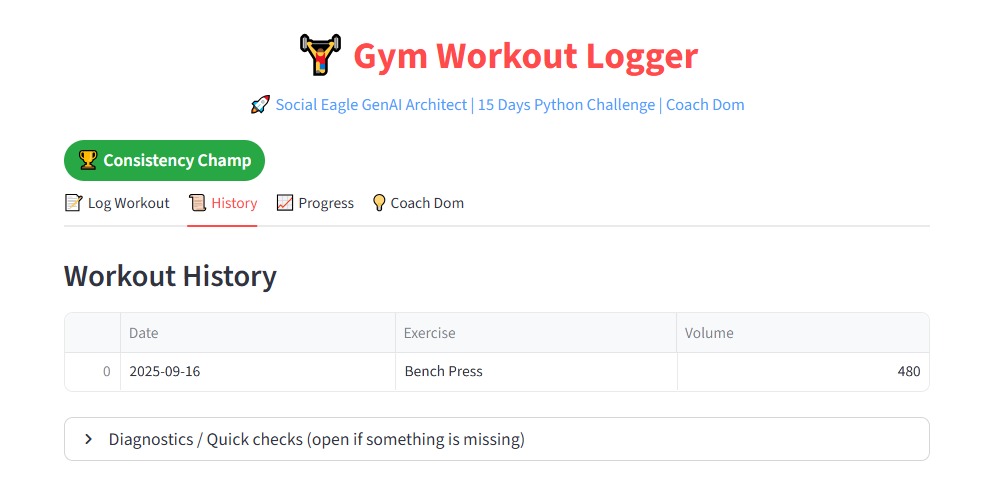 Gym Workout Logger
Social Eagle GenAI Architect | 15 Days Python Challenge | Coach Dom
Consistency Champ
Log Workout History Progress Coach Dom
Workout History
Date Exercise Volume
0 2025-09-16 Bench Press 480
Diagnostics / Quick checks (open if something is missing)